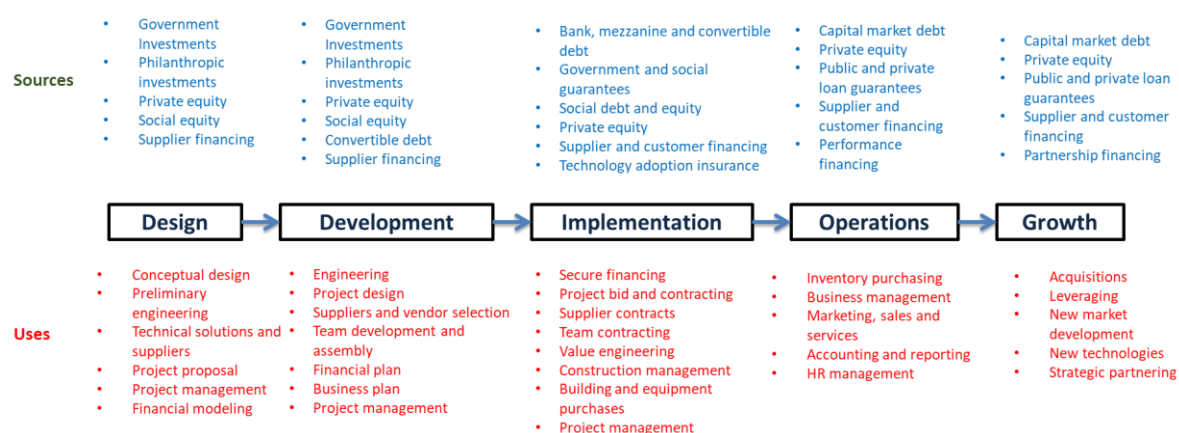 Sources
• Government
Investments
• Philanthropic
investments
• Private equity
• Social equity
• Supplier financing
• Government
Investments
• Philanthropic
investments
• Private equity
• Social equity
• Convertible debt
• Supplier financing
• Bank, mezzanine and convertible
debt
• Government and social
guarantees
• Social debt and equity
• Private equity
• Supplier and customer financing
• Technology adoption insurance
• Capital market debt
• Private equity
• Public and private
loan guarantees
• Supplier and
customer financing
• Performance
financing
• Capital market debt
• Private equity
• Public and private loan
guarantees
• Supplier and customer
financing
• Partnership financing
Design
Development
Implementation
Operations
Growth
Uses
• Conceptual design
• Preliminary
engineering
• Technical solutions and
suppliers
• Project proposal
• Project management
• Financial modeling
• Engineering
• Project design
• Suppliers and vendor selection
• Team development and
assembly
• Financial plan
• Business plan
• Project management
• Secure financing
• Project bid and contracting
• Supplier contracts
• Team contracting
• Value engineering
• Construction management
• Building and equipment
purchases
• Project management
• Inventory purchasing
• Business management
• Marketing, sales and
services
• Accounting and reporting
• HR management
• Acquisitions
• Leveraging
• New market
development
• New technologies
• Strategic partnering